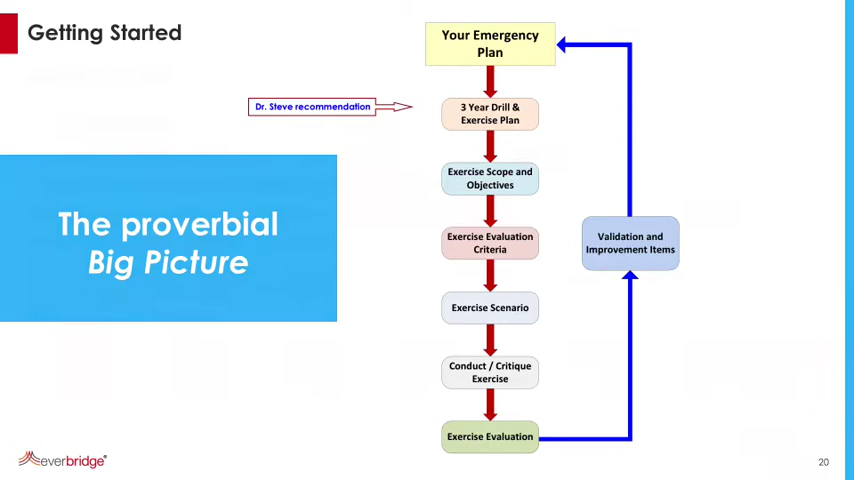 Getting Started
Your Emergency
Plan
Dr. Steve recommendation
3 Year Drill &
Exercise Plan
Exercise Scope and
Objectives
The proverbial
Big Picture
Exercise Evaluation
Criteria
Validation and
Improvement Items
Exercise Scenario
Conduct / Critique
Exercise
Exercise Evaluation
everbridge®
20